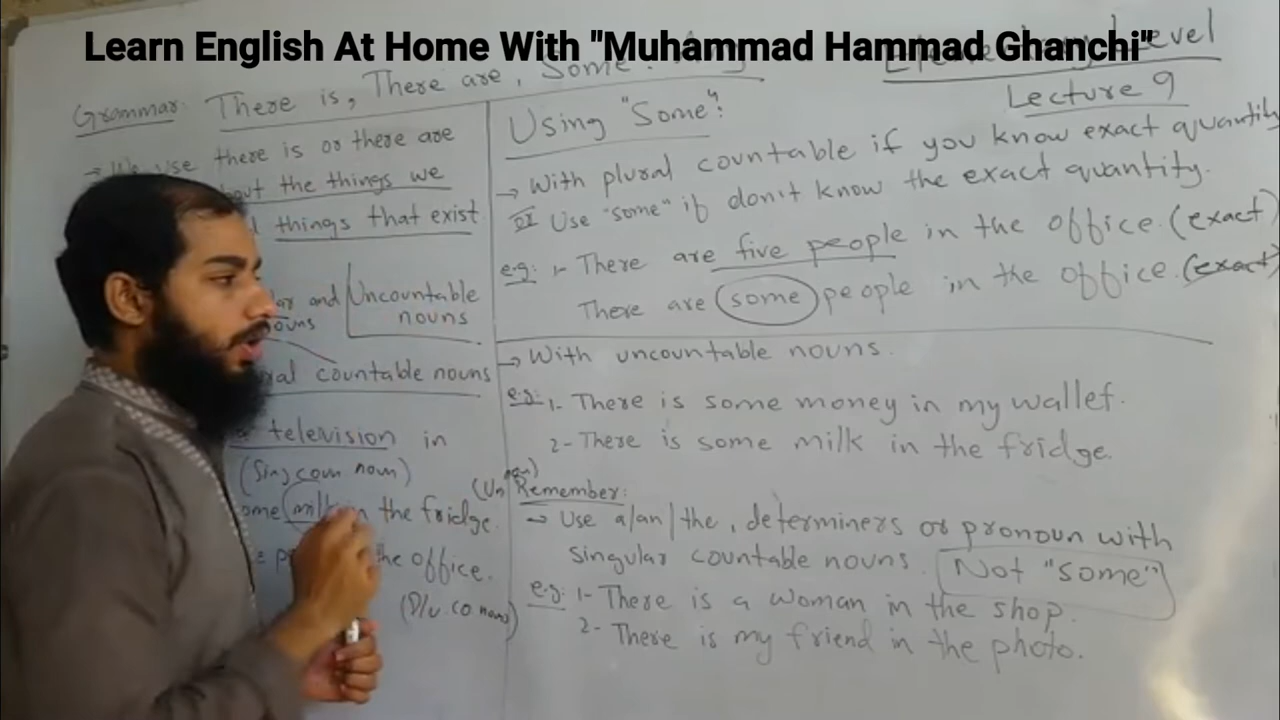 Learn English At Home With "Muhammad Hammad Ghanchi"
Level
Lecture 9
Grammar: There is, There are, Some
there is or there are
the things we
things that exist
and Uncountable
nouns nouns
countable nouns
television in
(Sing coun noun)
milk in the fridge.
the office.
Using "Some":
→ With plural countable if you know exact quantity
Use "some" if don't know the exact quantity.
e.g: 1- There are five people in the office. (exact)
There are some people in the office. (exact)
→ With uncountable nouns.
e.g: 1- There is some money in my wallet.
2- There is some milk in the fridge.
Remember:
→ Use a/an/the, determiners or pronoun with
singular countable nouns. Not "some"
e.g: 1- There is a woman in the shop.
2- There is my friend in the photo.